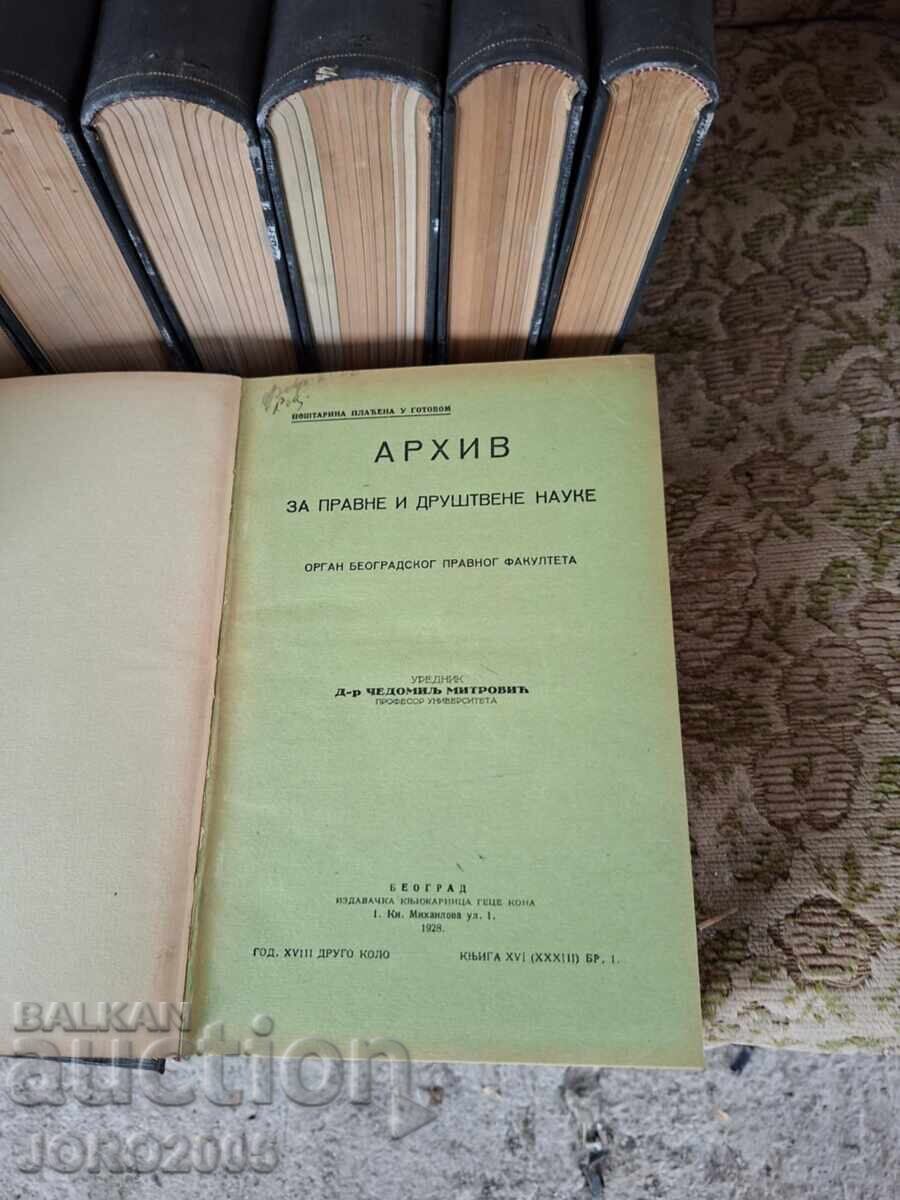 ПОШТАРИНА ПЛАЋЕНА У ГОТОВОМ
АРХИВ
ЗА ПРАВНЕ И ДРУШТВЕНЕ НАУКЕ
ОРГАН БЕОГРАДСКОГ ПРАВНОГ ФАКУЛТЕТА
УРЕДНИК
Д-р ЧЕДОМИЉ МИТРОВИЋ
ПРОФЕСОР УНИВЕРСИТЕТА
БЕОГРАД
ИЗДАВАЧКА КЊИЖАРНИЦА ГЕЦЕ КОНА
1. Кн. Михаилова ул. 1.
1928.
ГОД. XVIII ДРУГО КОЛО КЊИГА XVI (XXXIII) БР. 1.
BALKAN
auction
JORO2005